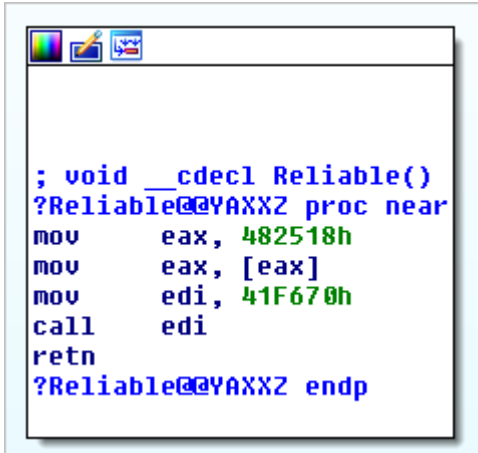 ; void __cdecl Reliable()
?Reliable@@YAXXZ proc near
mov eax, 482518h
mov eax, [eax]
mov edi, 41F670h
call edi
retn
?Reliable@@YAXXZ endp